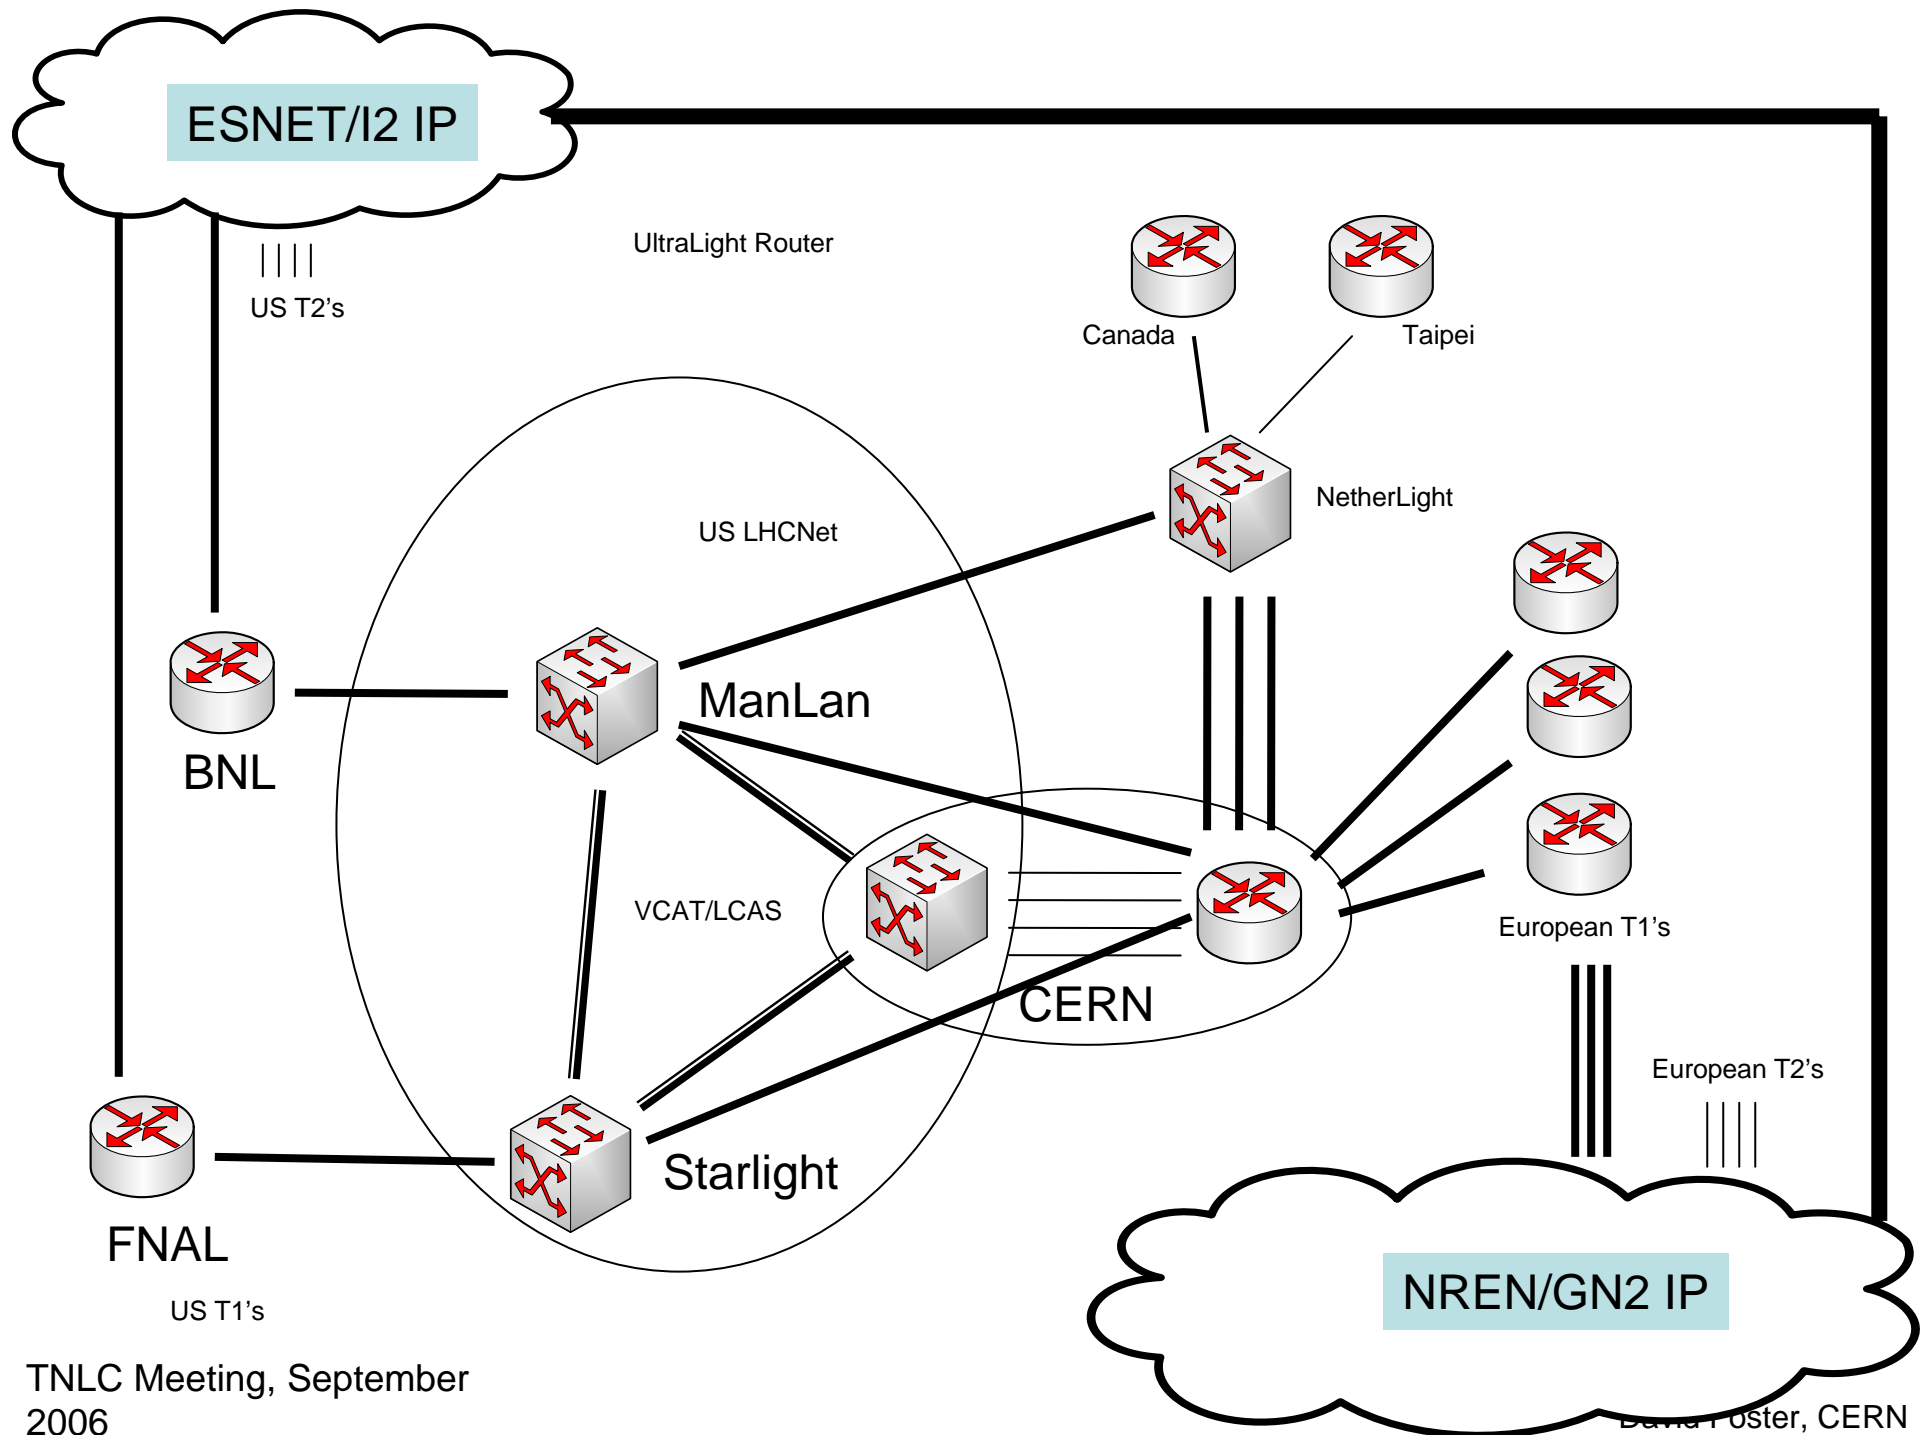 ESNET/I2 IP
UltraLight Router
US T2's
Canada
Taipei
NetherLight
US LHCNet
ManLan
BNL
VCAT/LCAS
European T1's
CERN
European T2's
Starlight
FNAL
NREN/GN2 IP
US T1's
TNLC Meeting, September
2006
David Foster, CERN